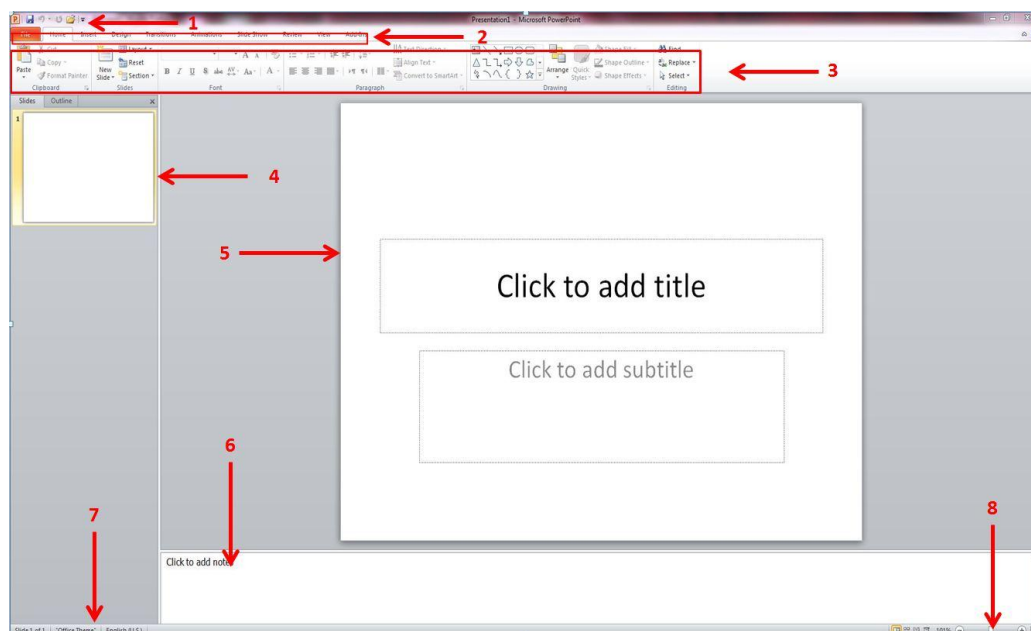 Presentation1 - Microsoft PowerPoint
1
File Home Insert Design Transitions Animations Slide Show Review View Add-Ins
2
Cut
Copy
Format Painter
Paste
Clipboard
New Slide
Layout
Reset
Section
Slides
B I U S abc AV Aa A
Font
Text Direction
Align Text
Convert to SmartArt
Paragraph
Arrange
Quick Styles
Shape Fill
Shape Outline
Shape Effects
Drawing
Find
Replace
Select
Editing
3
Slides Outline
1
4
5
Click to add title
Click to add subtitle
6
7
8
Click to add notes
Slide 1 of 1 "Office Theme" English (U.S.) 101%